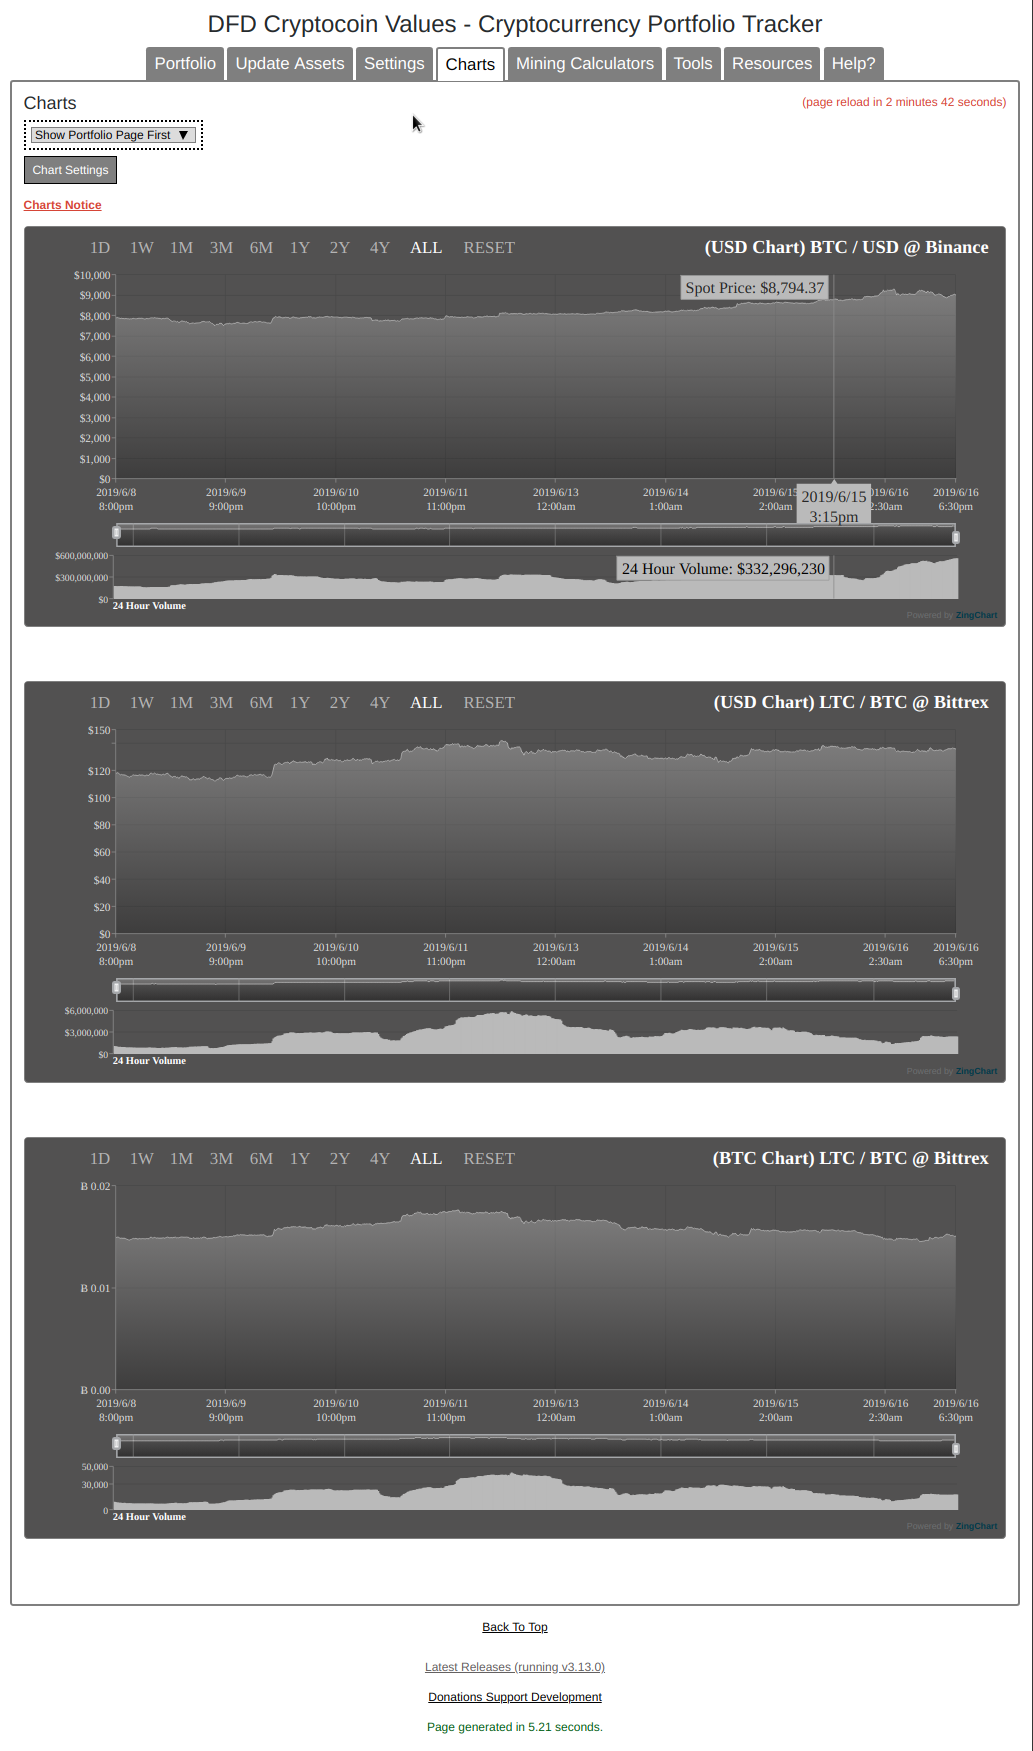 DFD Cryptocoin Values - Cryptocurrency Portfolio Tracker
Portfolio Update Assets Settings Charts Mining Calculators Tools Resources Help?
Charts
(page reload in 2 minutes 42 seconds)
Show Portfolio Page First ▼
Chart Settings
Charts Notice
1D 1W 1M 3M 6M 1Y 2Y 4Y ALL RESET
(USD Chart) BTC / USD @ Binance
$10,000
Spot Price: $8,794.37
$9,000
$8,000
$7,000
$6,000
$5,000
$4,000
$3,000
$2,000
$1,000
$0
2019/6/8 2019/6/9 2019/6/10 2019/6/11 2019/6/13 2019/6/14 2019/6/15 2019/6/15 019/6/16 2019/6/16
8:00pm 9:00pm 10:00pm 11:00pm 12:00am 1:00am 2:00am 3:15pm 2:30am 6:30pm
$600,000,000
24 Hour Volume: $332,296,230
$300,000,000
$0
24 Hour Volume
Powered by ZingChart
1D 1W 1M 3M 6M 1Y 2Y 4Y ALL RESET
(USD Chart) LTC / BTC @ Bittrex
$150
$120
$100
$80
$60
$40
$20
$0
2019/6/8 2019/6/9 2019/6/10 2019/6/11 2019/6/13 2019/6/14 2019/6/15 2019/6/16 2019/6/16
8:00pm 9:00pm 10:00pm 11:00pm 12:00am 1:00am 2:00am 2:30am 6:30pm
$6,000,000
$3,000,000
$0
24 Hour Volume
Powered by ZingChart
1D 1W 1M 3M 6M 1Y 2Y 4Y ALL RESET
(BTC Chart) LTC / BTC @ Bittrex
Ƀ 0.02
Ƀ 0.01
Ƀ 0.00
2019/6/8 2019/6/9 2019/6/10 2019/6/11 2019/6/13 2019/6/14 2019/6/15 2019/6/16 2019/6/16
8:00pm 9:00pm 10:00pm 11:00pm 12:00am 1:00am 2:00am 2:30am 6:30pm
50,000
30,000
0
24 Hour Volume
Powered by ZingChart
Back To Top
Latest Releases (running v3.13.0)
Donations Support Development
Page generated in 5.21 seconds.